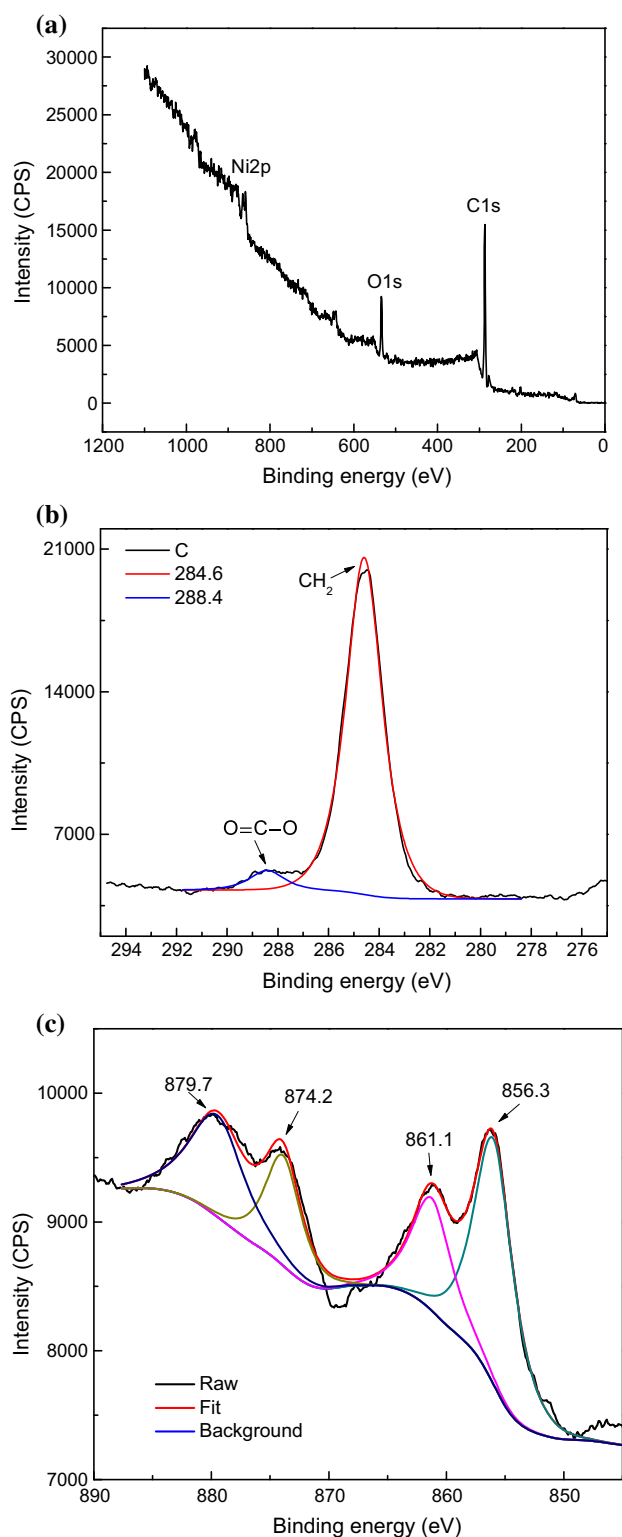 (a)
30000
25000
20000
15000
10000
5000
0
Intensity (CPS)
Ni2p
O1s
C1s
1200 1000 800 600 400 200 0
Binding energy (eV)
(b)
21000
14000
7000
Intensity (CPS)
C
284.6
288.4
CH₂
O=C–O
294 292 290 288 286 284 282 280 278 276
Binding energy (eV)
(c)
10000
9000
8000
7000
Intensity (CPS)
879.7
874.2
861.1
856.3
Raw
Fit
Background
890 880 870 860 850
Binding energy (eV)